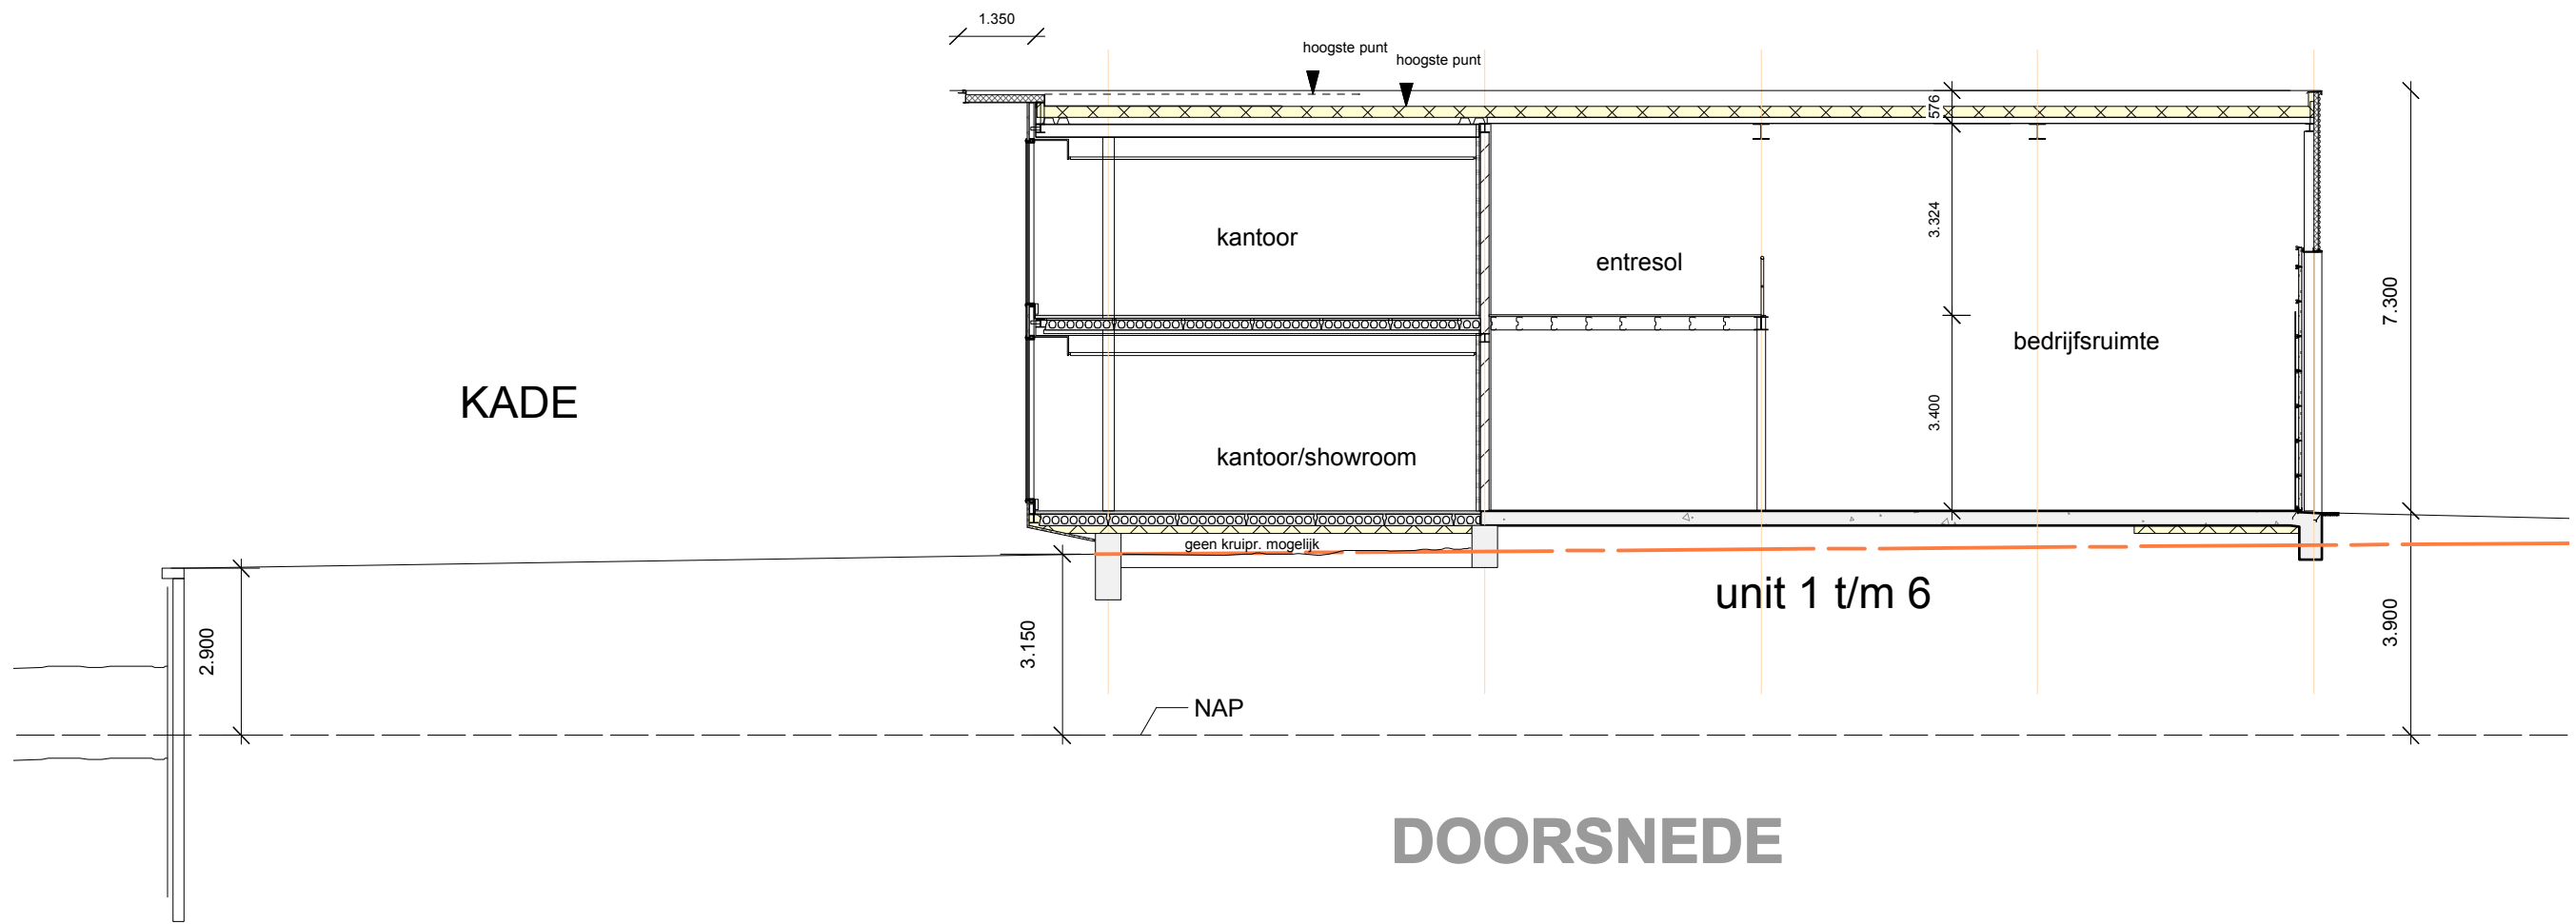 1.350
hoogste punt
hoogste punt
576
kantoor
3.324
entresol
7.300
bedrijfsruimte
KADE
3.400
kantoor/showroom
geen kruipr. mogelijk
unit 1 t/m 6
2.900
3.150
3.900
NAP
DOORSNEDE